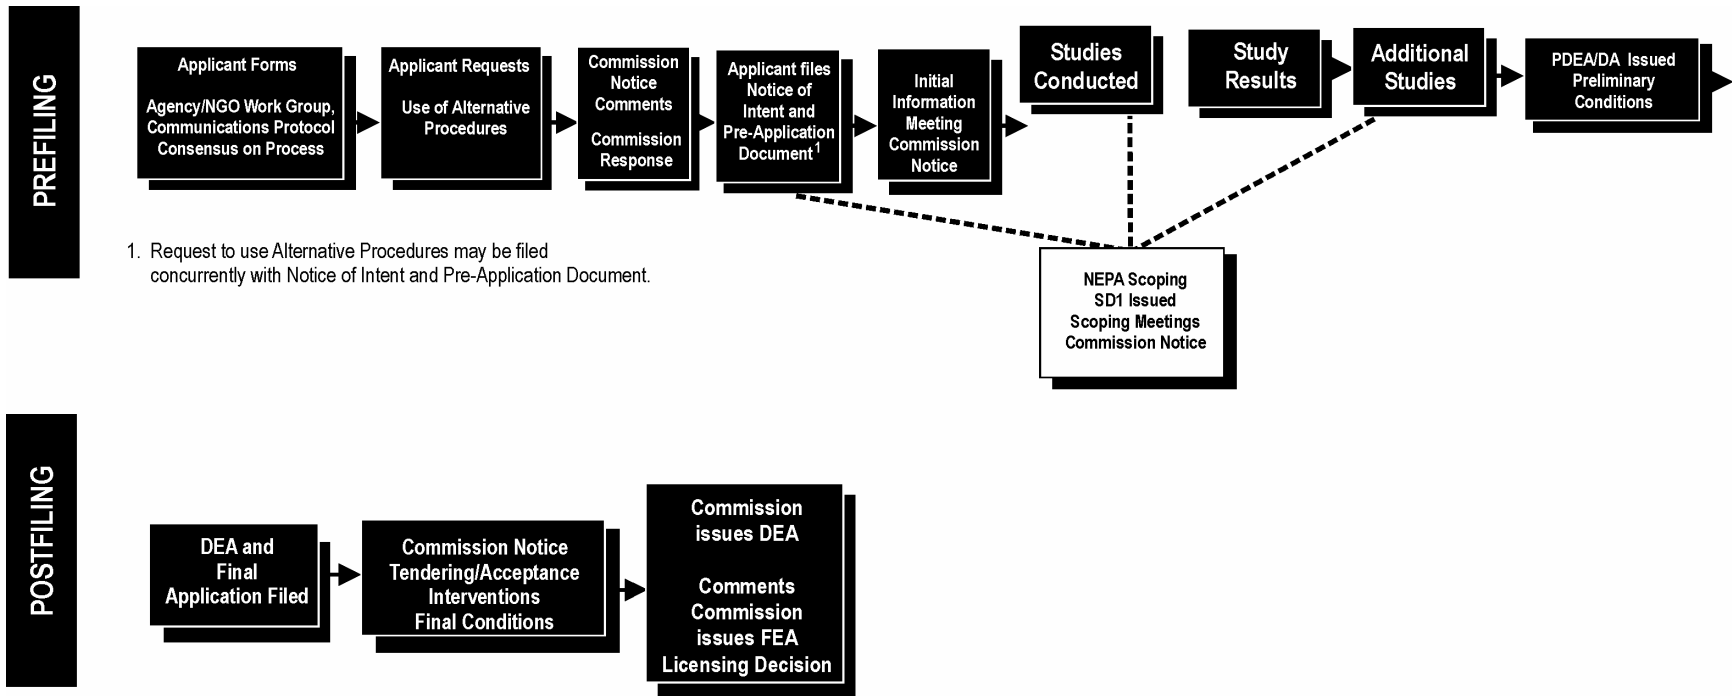 PREFILING
Applicant Forms
Agency/NGO Work Group,
Communications Protocol
Consensus on Process
Applicant Requests
Use of Alternative
Procedures
Commission
Notice
Comments
Commission
Response
Applicant files
Notice of
Intent and
Pre-Application
Document1
Initial
Information
Meeting
Commission
Notice
Studies
Conducted
Study
Results
Additional
Studies
PDEA/DA Issued
Preliminary
Conditions
1. Request to use Alternative Procedures may be filed
concurrently with Notice of Intent and Pre-Application Document.
NEPA Scoping
SD1 Issued
Scoping Meetings
Commission Notice
POSTFILING
DEA and
Final
Application Filed
Commission Notice
Tendering/Acceptance
Interventions
Final Conditions
Commission
issues DEA
Comments
Commission
issues FEA
Licensing Decision